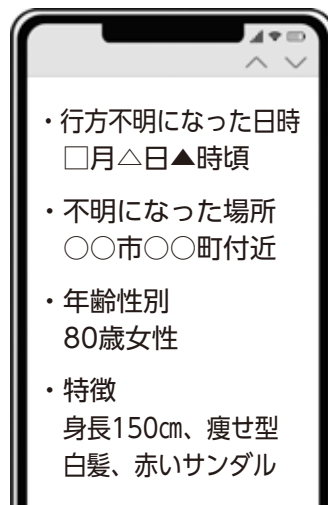 ・行方不明になった日時
□月△日▲時頃
・不明になった場所
○○市○○町付近
・年齢性別
80歳女性
・特徴
身長150㎝、痩せ型
白髪、赤いサンダル